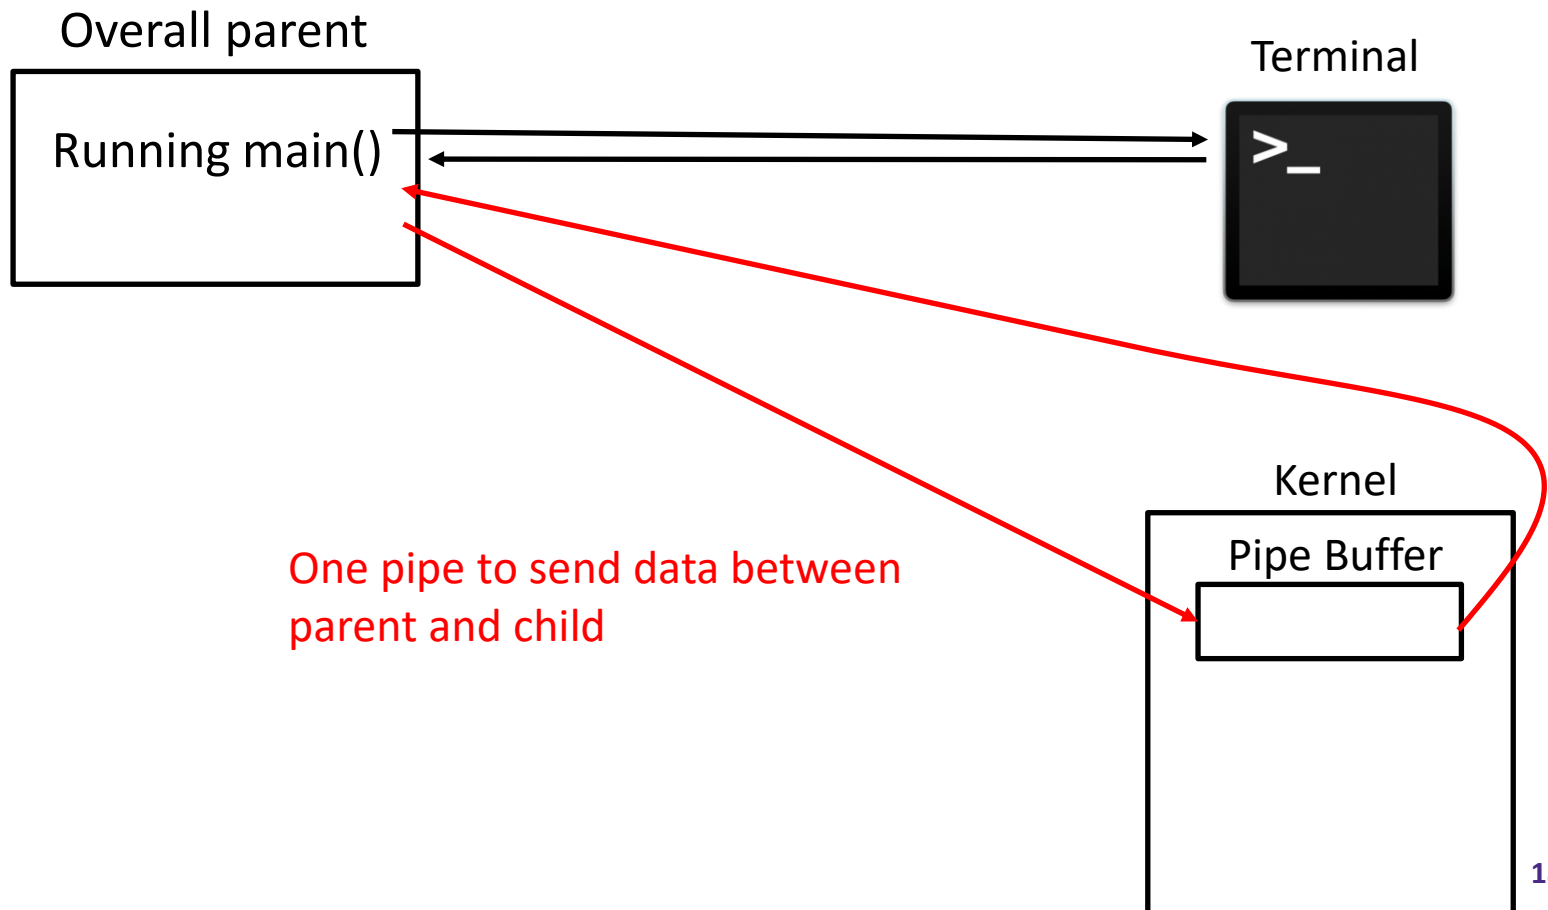 Overall parent
Terminal
Running main()
>_
Kernel
Pipe Buffer
One pipe to send data between
parent and child
1